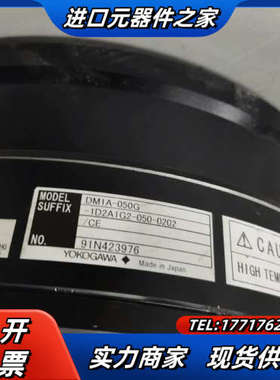 进口元器件之家
MODEL DM1A-050G
SUFFIX -1D2A1G2-050-0202
/CE
NO. 91N423976
YOKOGAWA Made in Japan
CAU
HIGH TEM
开
票
TEL:1771762
实力商家 现货供